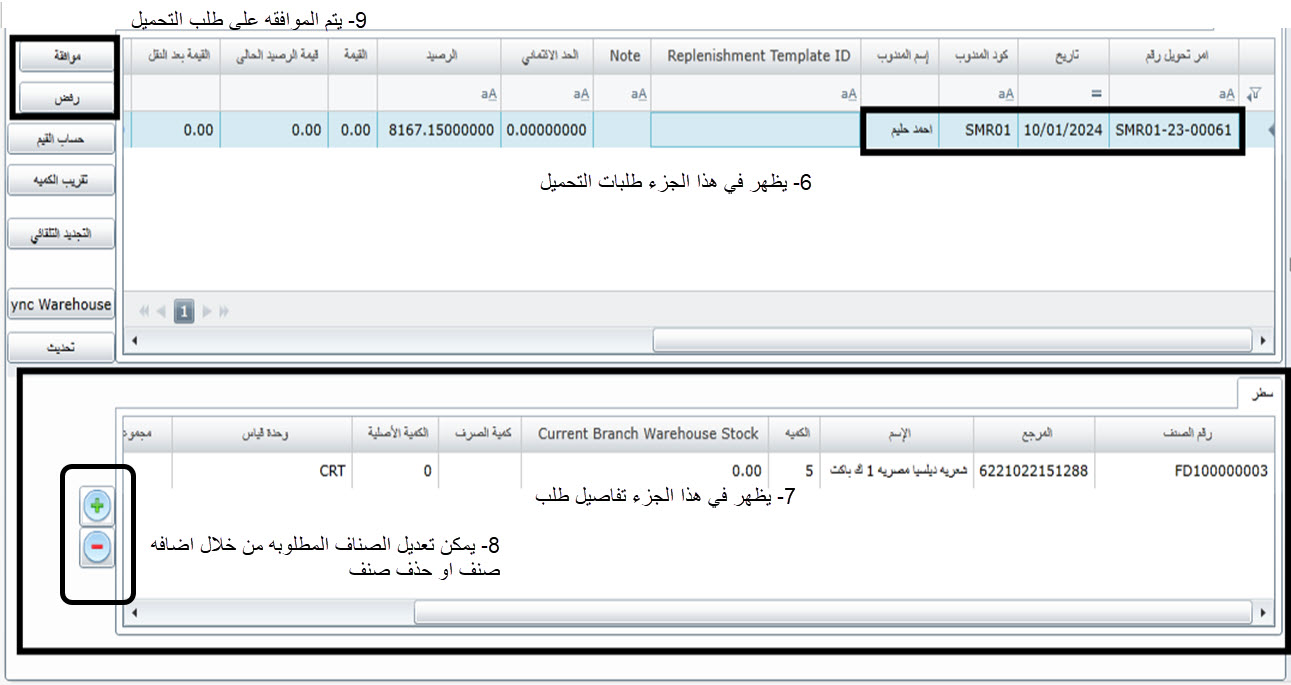 9- يتم الموافقه على طلب التحميل
موافقة
رفض
حساب القيم
تقريب الكميه
التجديد التلقائي
ync Warehouse
تحديث
امر تحويل رقم تاريخ كود المندوب إسم المندوب Replenishment Template ID Note الحد الائتماني الرصيد القيمة قيمة الرصيد الحالى القيمة بعد النقل
aA = aA aA aA aA aA
SMR01-23-00061 10/01/2024 SMR01 احمد حليم 0.00000000 8167.15000000 0.00 0.00 0.00
6- يظهر في هذا الجزء طلبات التحميل
1
سطر
رقم الصنف المرجع الإسم الكميه Current Branch Warehouse Stock كمية الصرف الكمية الأصلية وحدة قياس مجموع
FD100000003 6221022151288 شعريه ديلسيا مصريه 1 ك باكت 5 0.00 0 CRT
7- يظهر في هذا الجزء تفاصيل طلب
8- يمكن تعديل الصناف المطلوبه من خلال اضافه
صنف او حذف صنف